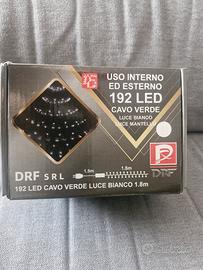 USO INTERNO
ED ESTERNO
192 LED
CAVO VERDE
LUCE BIANCO
LUCE MANTELLO
DRF SRL
1.8m
1.8m
DRF
192 LED CAVO VERDE LUCE BIANCO 1.8m